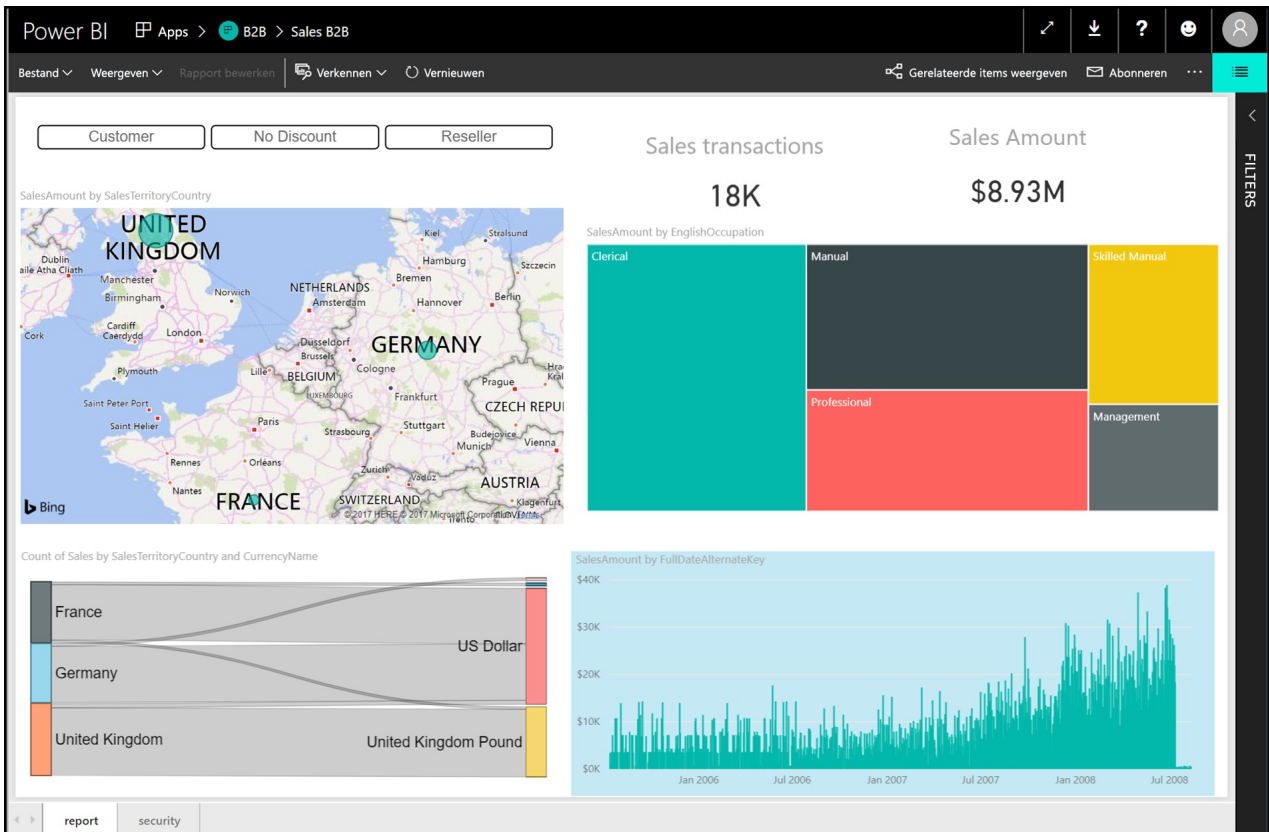 Power BI Apps > B2B > Sales B2B
?
Bestand Weergeven Rapport bewerken Verkennen Vernieuwen Gerelateerde items weergeven Abonneren ...
FILTERS
Customer No Discount Reseller
Sales transactions
18K
Sales Amount
$8.93M
SalesAmount by SalesTerritoryCountry
UNITED
KINGDOM
Dublin
aile Atha Cliath
Manchester
Birmingham
Norwich
Cork
Cardiff
Caerdydd
London
Plymouth
Saint Peter Port
Saint Helier
Kiel
Stralsund
Hamburg
Szczecin
Bremen
NETHERLANDS
Amsterdam
Hannover
Berlin
Dusseldorf
GERMANY
Brussels
Lille
BELGIUM
Cologne
LUXEMBOURG
Frankfurt
Prague
Hra
Kral
CZECH REPU
Paris
Strasbourg
Stuttgart
Budejovice
Munich
Vienna
Rennes
Orléans
Zurich
Vaduz
AUSTRIA
Nantes
FRANCE
SWITZERLAND
Klagenfurt
Bing
© 2017 HERE © 2017 Microsoft Corporation
Trento
SalesAmount by EnglishOccupation
Clerical
Manual
Skilled Manual
Professional
Management
Count of Sales by SalesTerritoryCountry and CurrencyName
France
Germany
United Kingdom
US Dollar
United Kingdom Pound
SalesAmount by FullDateAlternateKey
$40K
$30K
$20K
$10K
$0K
Jan 2006 Jul 2006 Jan 2007 Jul 2007 Jan 2008 Jul 2008
report security